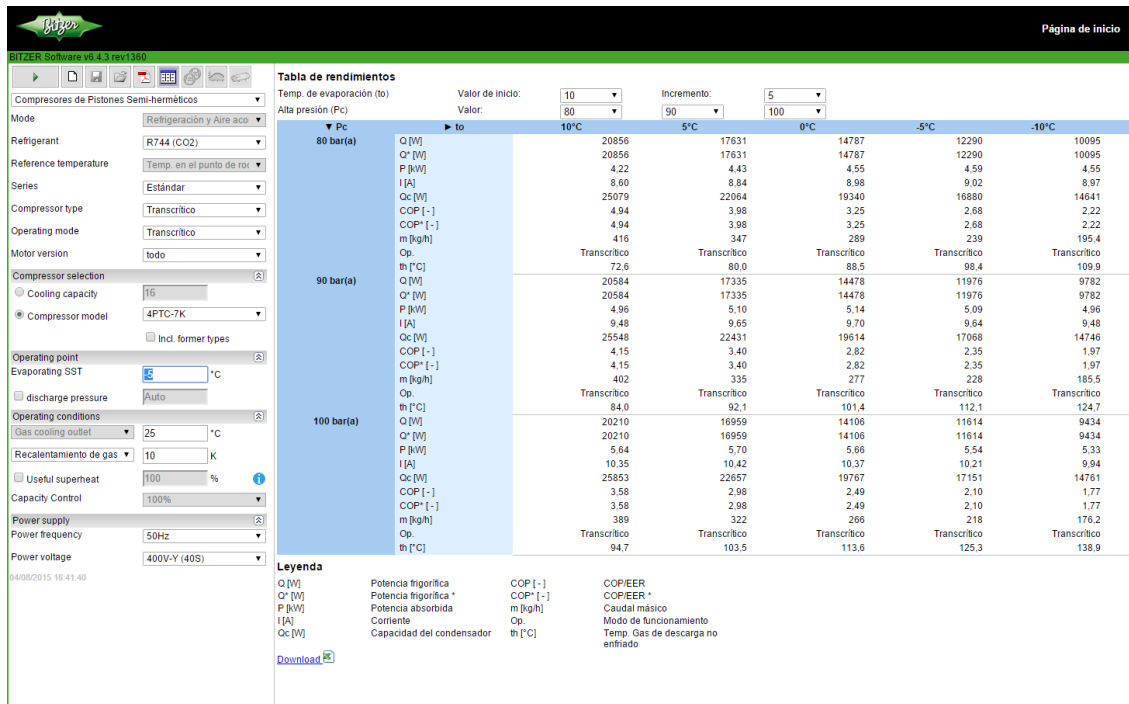 Bitzer
Página de inicio
BITZER Software v6.4.3 rev1360
Compresores de Pistones Semi-herméticos
Mode Refrigeración y Aire aco
Refrigerant R744 (CO2)
Reference temperature Temp. en el punto de roc
Series Estándar
Compressor type Transcrítico
Operating mode Transcrítico
Motor version todo
Compressor selection
Cooling capacity 16
Compressor model 4PTC-7K
Incl. former types
Operating point
Evaporating SST -5 °C
discharge pressure Auto
Operating conditions
Gas cooling outlet 25 °C
Recalentamiento de gas 10 K
Useful superheat 100 %
Capacity Control 100%
Power supply
Power frequency 50Hz
Power voltage 400V-Y (40S)
04/08/2015 16:41:40
Tabla de rendimientos
Temp. de evaporación (to) Valor de inicio: 10 Incremento: 5
Alta presión (Pc) Valor: 80 90 100
▼ Pc ► to 10°C 5°C 0°C -5°C -10°C
80 bar(a) Q [W] 20856 17631 14787 12290 10095
Q* [W] 20856 17631 14787 12290 10095
P [kW] 4,22 4,43 4,55 4,59 4,55
I [A] 8,60 8,84 8,98 9,02 8,97
Qc [W] 25079 22064 19340 16880 14641
COP [ - ] 4,94 3,98 3,25 2,68 2,22
COP* [ - ] 4,94 3,98 3,25 2,68 2,22
m [kg/h] 416 347 289 239 195,4
Op. Transcrítico Transcrítico Transcrítico Transcrítico Transcrítico
th [°C] 72,6 80,0 88,5 98,4 109,9
90 bar(a) Q [W] 20584 17335 14478 11976 9782
Q* [W] 20584 17335 14478 11976 9782
P [kW] 4,96 5,10 5,14 5,09 4,96
I [A] 9,48 9,65 9,70 9,64 9,48
Qc [W] 25548 22431 19614 17068 14746
COP [ - ] 4,15 3,40 2,82 2,35 1,97
COP* [ - ] 4,15 3,40 2,82 2,35 1,97
m [kg/h] 402 335 277 228 185,5
Op. Transcrítico Transcrítico Transcrítico Transcrítico Transcrítico
th [°C] 84,0 92,1 101,4 112,1 124,7
100 bar(a) Q [W] 20210 16959 14106 11614 9434
Q* [W] 20210 16959 14106 11614 9434
P [kW] 5,64 5,70 5,66 5,54 5,33
I [A] 10,35 10,42 10,37 10,21 9,94
Qc [W] 25853 22657 19767 17151 14761
COP [ - ] 3,58 2,98 2,49 2,10 1,77
COP* [ - ] 3,58 2,98 2,49 2,10 1,77
m [kg/h] 389 322 266 218 176,2
Op. Transcrítico Transcrítico Transcrítico Transcrítico Transcrítico
th [°C] 94,7 103,5 113,6 125,3 138,9
Leyenda
Q [W] Potencia frigorífica COP [ - ] COP/EER
Q* [W] Potencia frigorífica * COP* [ - ] COP/EER *
P [kW] Potencia absorbida m [kg/h] Caudal másico
I [A] Corriente Op. Modo de funcionamiento
Qc [W] Capacidad del condensador th [°C] Temp. Gas de descarga no
enfriado
Download